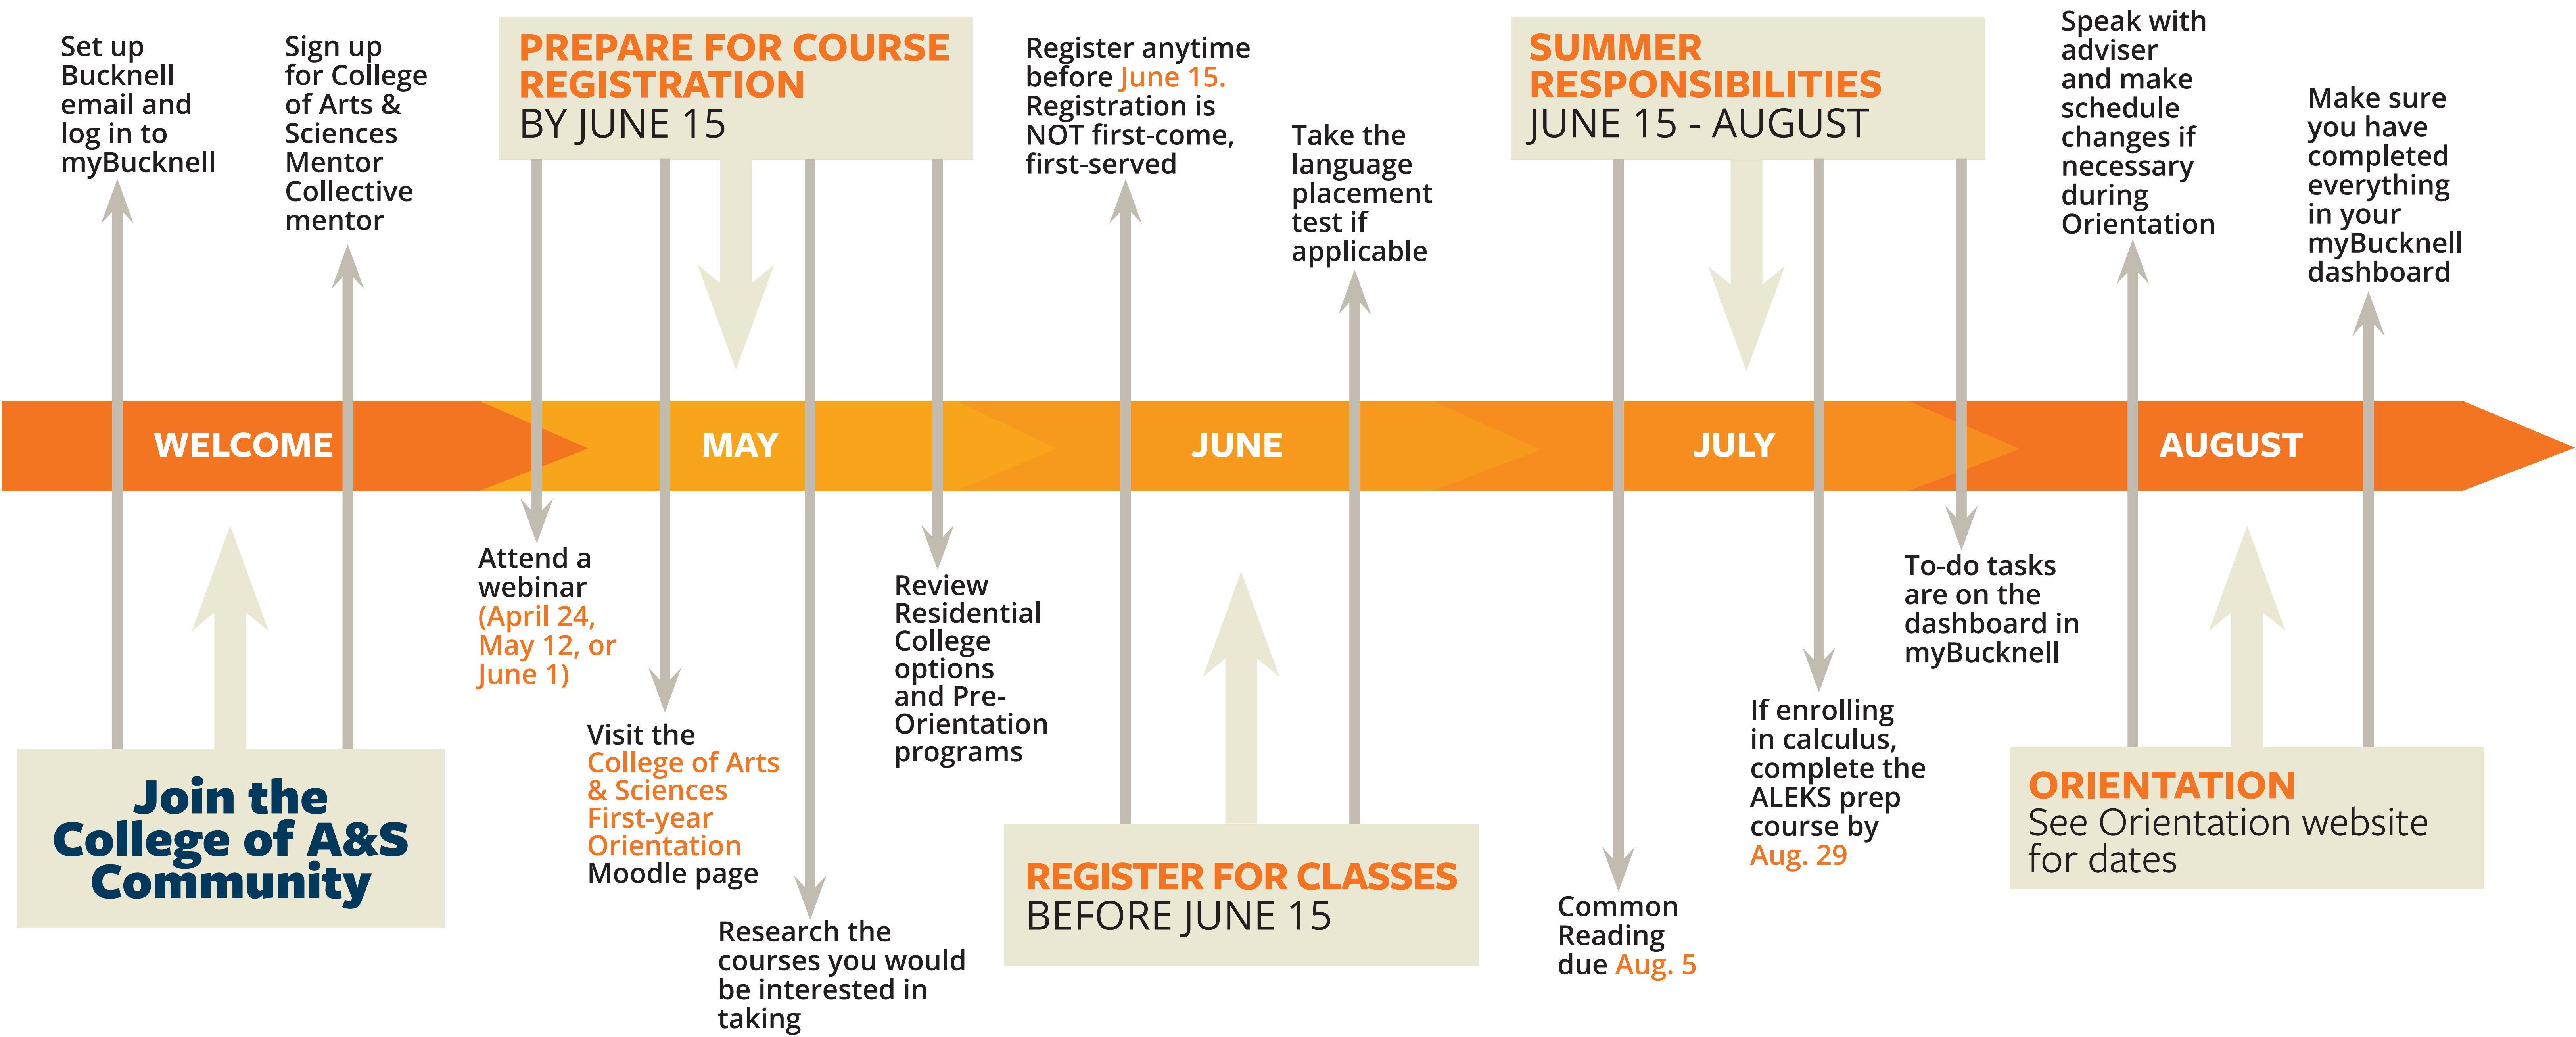 Set up
Bucknell
email and
log in to
myBucknell
Sign up
for College
of Arts &
Sciences
Mentor
Collective
mentor
PREPARE FOR COURSE
REGISTRATION
BY JUNE 15
Register anytime
before June 15.
Registration is
NOT first-come,
first-served
Take the
language
placement
test if
applicable
SUMMER
RESPONSIBILITIES
JUNE 15 - AUGUST
Speak with
adviser
and make
schedule
changes if
necessary
during
Orientation
Make sure
you have
completed
everything
in your
myBucknell
dashboard
WELCOME
MAY
JUNE
JULY
AUGUST
Join the
College of A&S
Community
Attend a
webinar
(April 24,
May 12, or
June 1)
Visit the
College of Arts
& Sciences
First-year
Orientation
Moodle page
Research the
courses you would
be interested in
taking
Review
Residential
College
options
and Pre-
Orientation
programs
REGISTER FOR CLASSES
BEFORE JUNE 15
Common
Reading
due Aug. 5
If enrolling
in calculus,
complete the
ALEKS prep
course by
Aug. 29
To-do tasks
are on the
dashboard in
myBucknell
ORIENTATION
See Orientation website
for dates